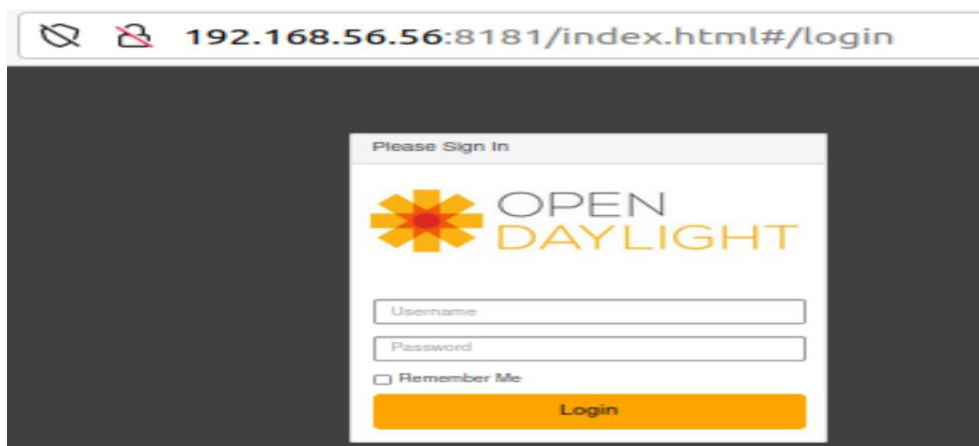 192.168.56.56:8181/index.html#/login
Please Sign In
OPEN
DAYLIGHT
Username
Password
Remember Me
Login